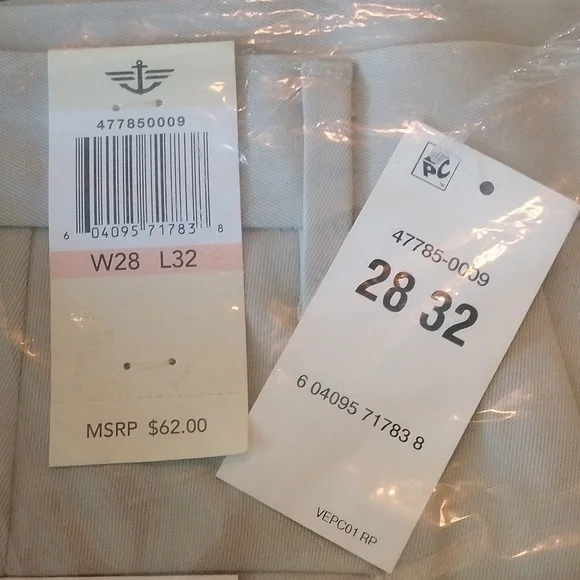 477850009
6 04095 71783 8
W28 L32
MSRP $62.00
PC
47785-0009
28 32
6 04095 71783 8
VEPC01 RP